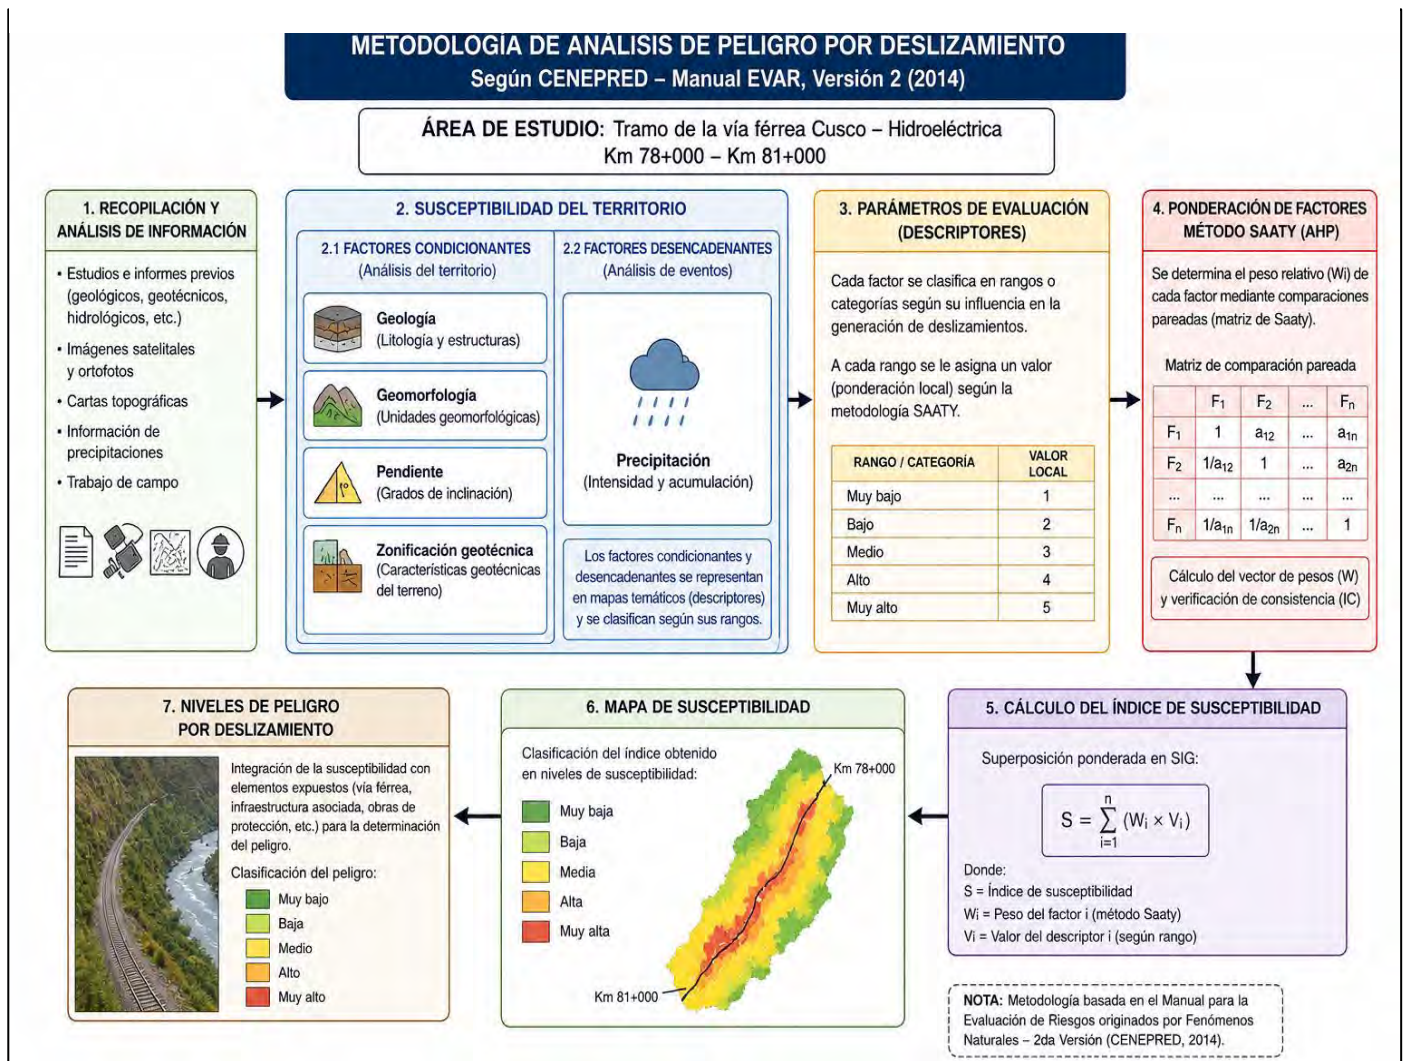 METODOLOGÍA DE ANÁLISIS DE PELIGRO POR DESLIZAMIENTO
Según CENEPRED – Manual EVAR, Versión 2 (2014)
ÁREA DE ESTUDIO: Tramo de la vía férrea Cusco – Hidroeléctrica
Km 78+000 – Km 81+000
1. RECOPILACIÓN Y
ANÁLISIS DE INFORMACIÓN
• Estudios e informes previos
(geológicos, geotécnicos,
hidrológicos, etc.)
• Imágenes satelitales
y ortofotos
• Cartas topográficas
• Información de
precipitaciones
• Trabajo de campo
2. SUSCEPTIBILIDAD DEL TERRITORIO
2.1 FACTORES CONDICIONANTES
(Análisis del territorio)
Geología
(Litología y estructuras)
Geomorfología
(Unidades geomorfológicas)
Pendiente
(Grados de inclinación)
Zonificación geotécnica
(Características geotécnicas
del terreno)
2.2 FACTORES DESENCADENANTES
(Análisis de eventos)
Precipitación
(Intensidad y acumulación)
Los factores condicionantes y
desencadenantes se representan
en mapas temáticos (descriptores)
y se clasifican según sus rangos.
3. PARÁMETROS DE EVALUACIÓN
(DESCRIPTORES)
Cada factor se clasifica en rangos o
categorías según su influencia en la
generación de deslizamientos.
A cada rango se le asigna un valor
(ponderación local) según la
metodología SAATY.
RANGO / CATEGORÍA VALOR LOCAL
Muy bajo 1
Bajo 2
Medio 3
Alto 4
Muy alto 5
4. PONDERACIÓN DE FACTORES
MÉTODO SAATY (AHP)
Se determina el peso relativo (Wi) de
cada factor mediante comparaciones
pareadas (matriz de Saaty).
Matriz de comparación pareada
F₁ F₂ ... Fₙ
F₁ 1 a₁₂ ... a₁ₙ
F₂ 1/a₁₂ 1 ... a₂ₙ
... ... ... ... ...
Fₙ 1/a₁ₙ 1/a₂ₙ ... 1
Cálculo del vector de pesos (W)
y verificación de consistencia (IC)
5. CÁLCULO DEL ÍNDICE DE SUSCEPTIBILIDAD
Superposición ponderada en SIG:
S = n ∑ i=1 (Wᵢ × Vᵢ)
Donde:
S = Índice de susceptibilidad
Wᵢ = Peso del factor i (método Saaty)
Vᵢ = Valor del descriptor i (según rango)
6. MAPA DE SUSCEPTIBILIDAD
Clasificación del índice obtenido
en niveles de susceptibilidad:
Muy baja
Baja
Media
Alta
Muy alta
Km 78+000
Km 81+000
7. NIVELES DE PELIGRO
POR DESLIZAMIENTO
Integración de la susceptibilidad con
elementos expuestos (vía férrea,
infraestructura asociada, obras de
protección, etc.) para la determinación
del peligro.
Clasificación del peligro:
Muy bajo
Baja
Medio
Alto
Muy alto
NOTA: Metodología basada en el Manual para la
Evaluación de Riesgos originados por Fenómenos
Naturales – 2da Versión (CENEPRED, 2014).